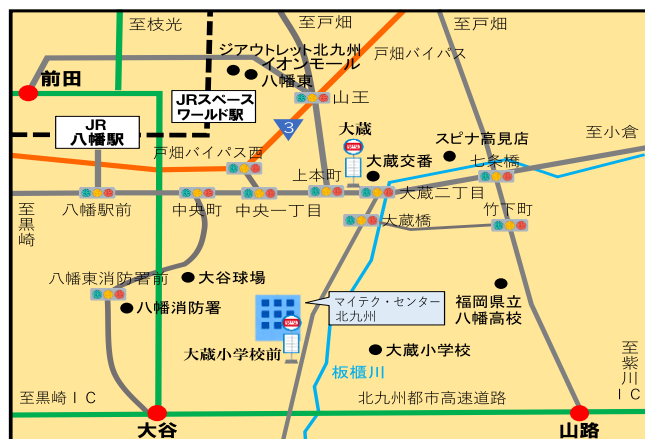 至枝光
至戸畑
至戸畑
ジアウトレット北九州
イオンモール
八幡東
戸畑バイパス
前田
JRスペース
ワールド駅
山王
3
JR
八幡駅
大蔵
スピナ高見店
至小倉
戸畑バイパス西
大蔵交番
七条橋
上本町
大蔵二丁目
至黒崎
八幡駅前
中央町
中央一丁目
大蔵橋
竹下町
八幡東消防署前
大谷球場
八幡消防署
マイテク・センター
北九州
福岡県立
八幡高校
大蔵小学校前
大蔵小学校
板櫃川
至紫川IC
至黒崎IC
北九州都市高速道路
大谷
山路